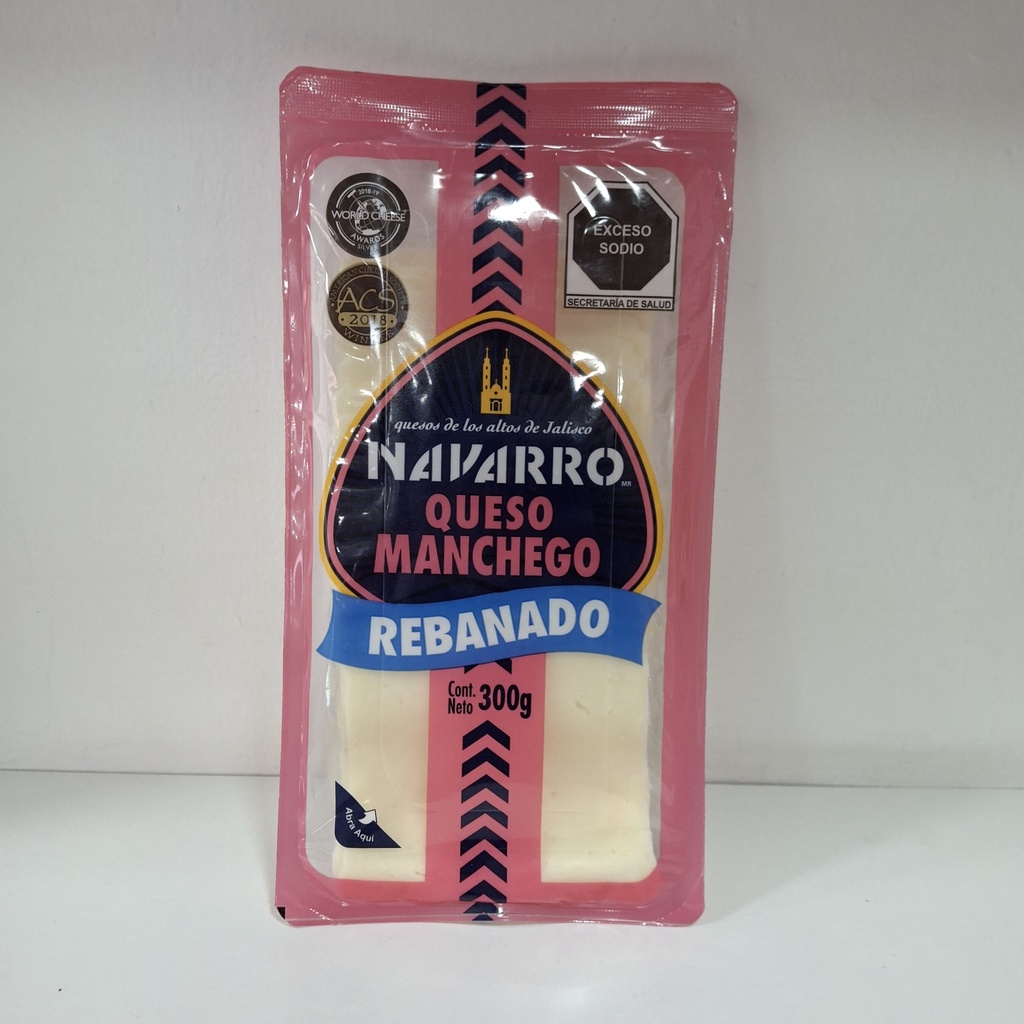 2018-19
WORLD CHEESE
AWARDS
SILVER
ACS
2018
WINNER
EXCESO
SODIO
SECRETARÍA DE SALUD
quesos de los altos de Jalisco
NAVARRO MR
QUESO
MANCHEGO
REBANADO
Cont.
Neto 300g
Abra Aquí